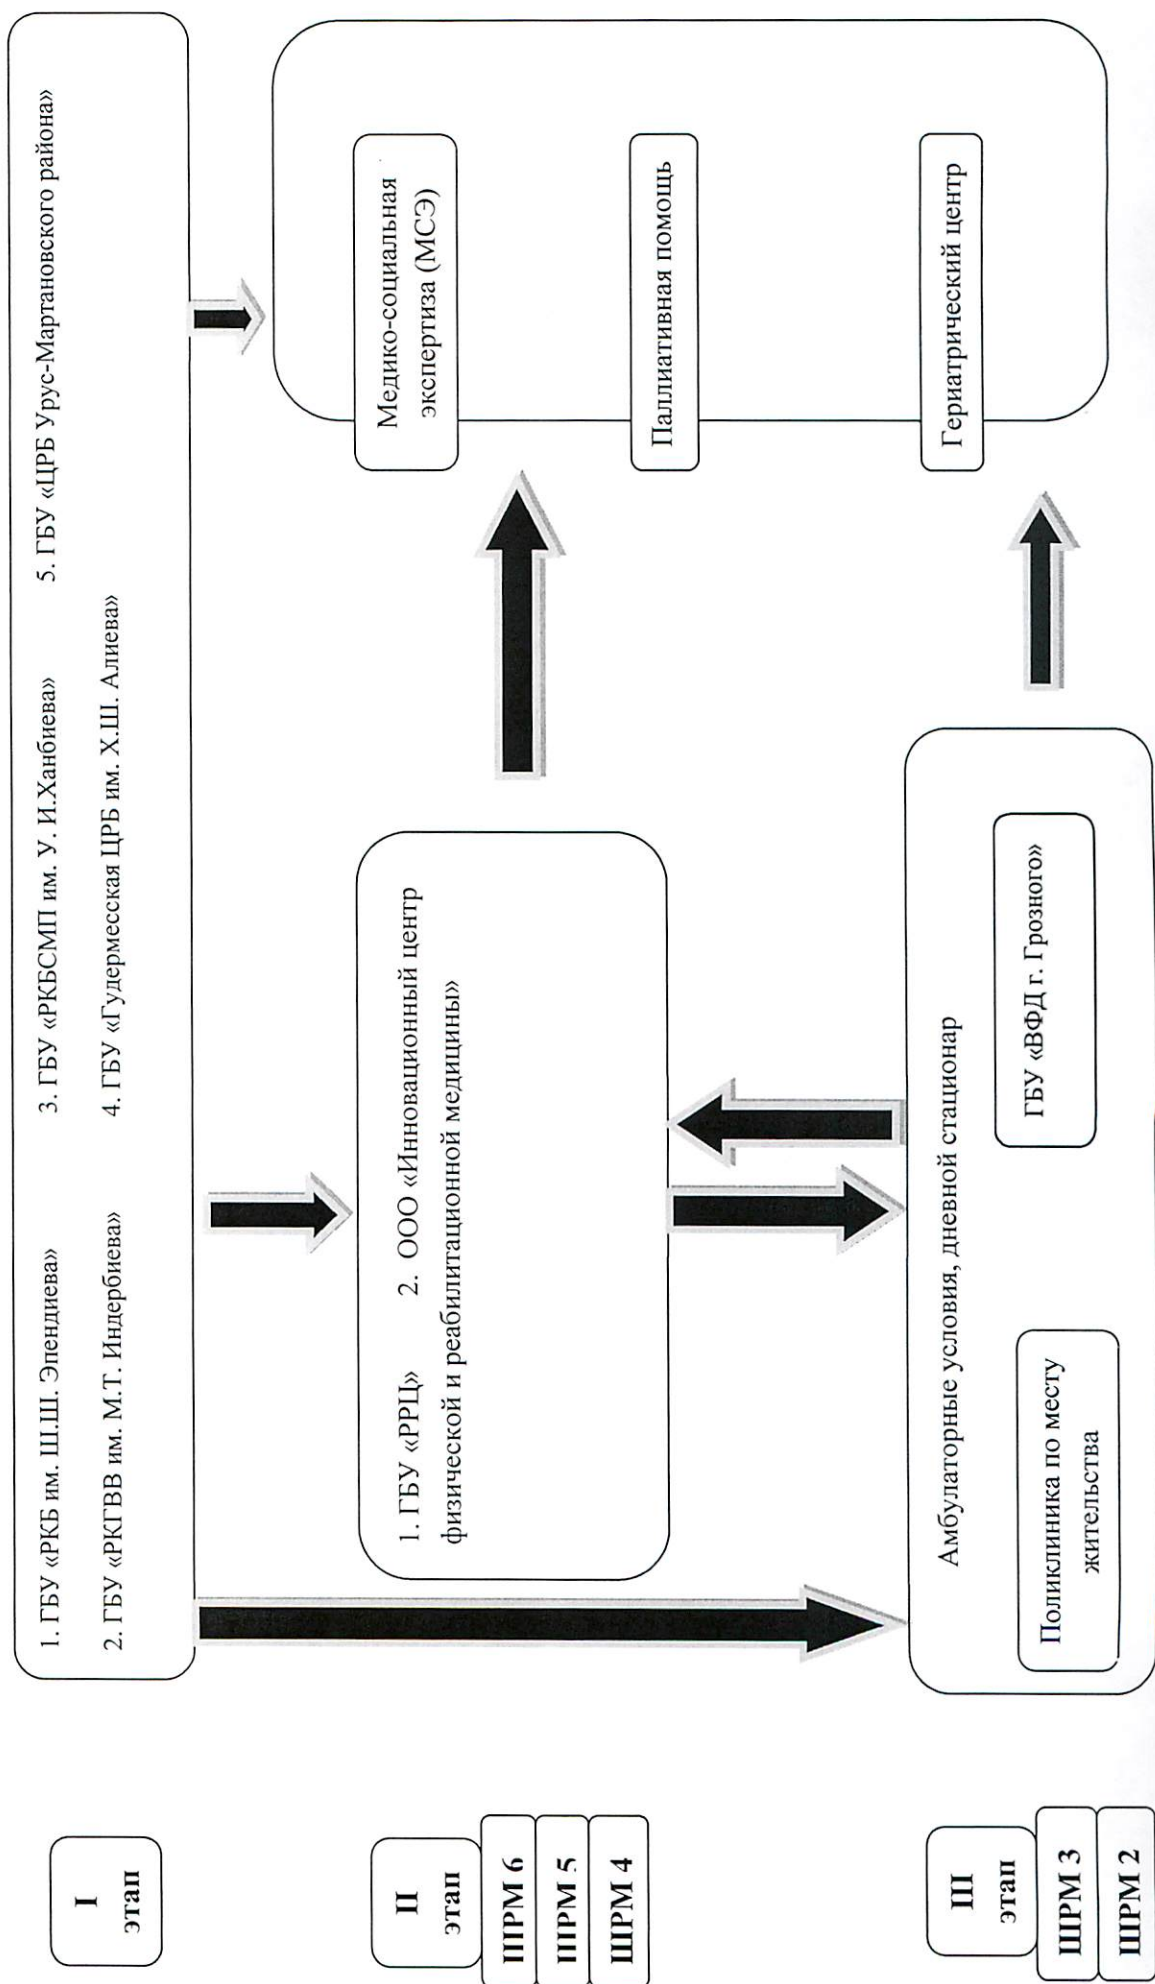 I
этап
1. ГБУ «РКБ им. Ш.Ш. Эпендиева»
3. ГБУ «РКБСМП им. У. И.Ханбиева»
5. ГБУ «ЦРБ Урус-Мартановского района»
2. ГБУ «РКГВВ им. М.Т. Индербиева»
4. ГБУ «Гудермесская ЦРБ им. Х.Ш. Алиева»
II
этап
ШРМ 6
ШРМ 5
ШРМ 4
1. ГБУ «РРЦ» 2. ООО «Инновационный центр
физической и реабилитационной медицины»
Медико-социальная
экспертиза (МСЭ)
Паллиативная помощь
Гериатрический центр
III
этап
ШРМ 3
ШРМ 2
Амбулаторные условия, дневной стационар
Поликлиника по месту
жительства
ГБУ «ВФД г. Грозного»